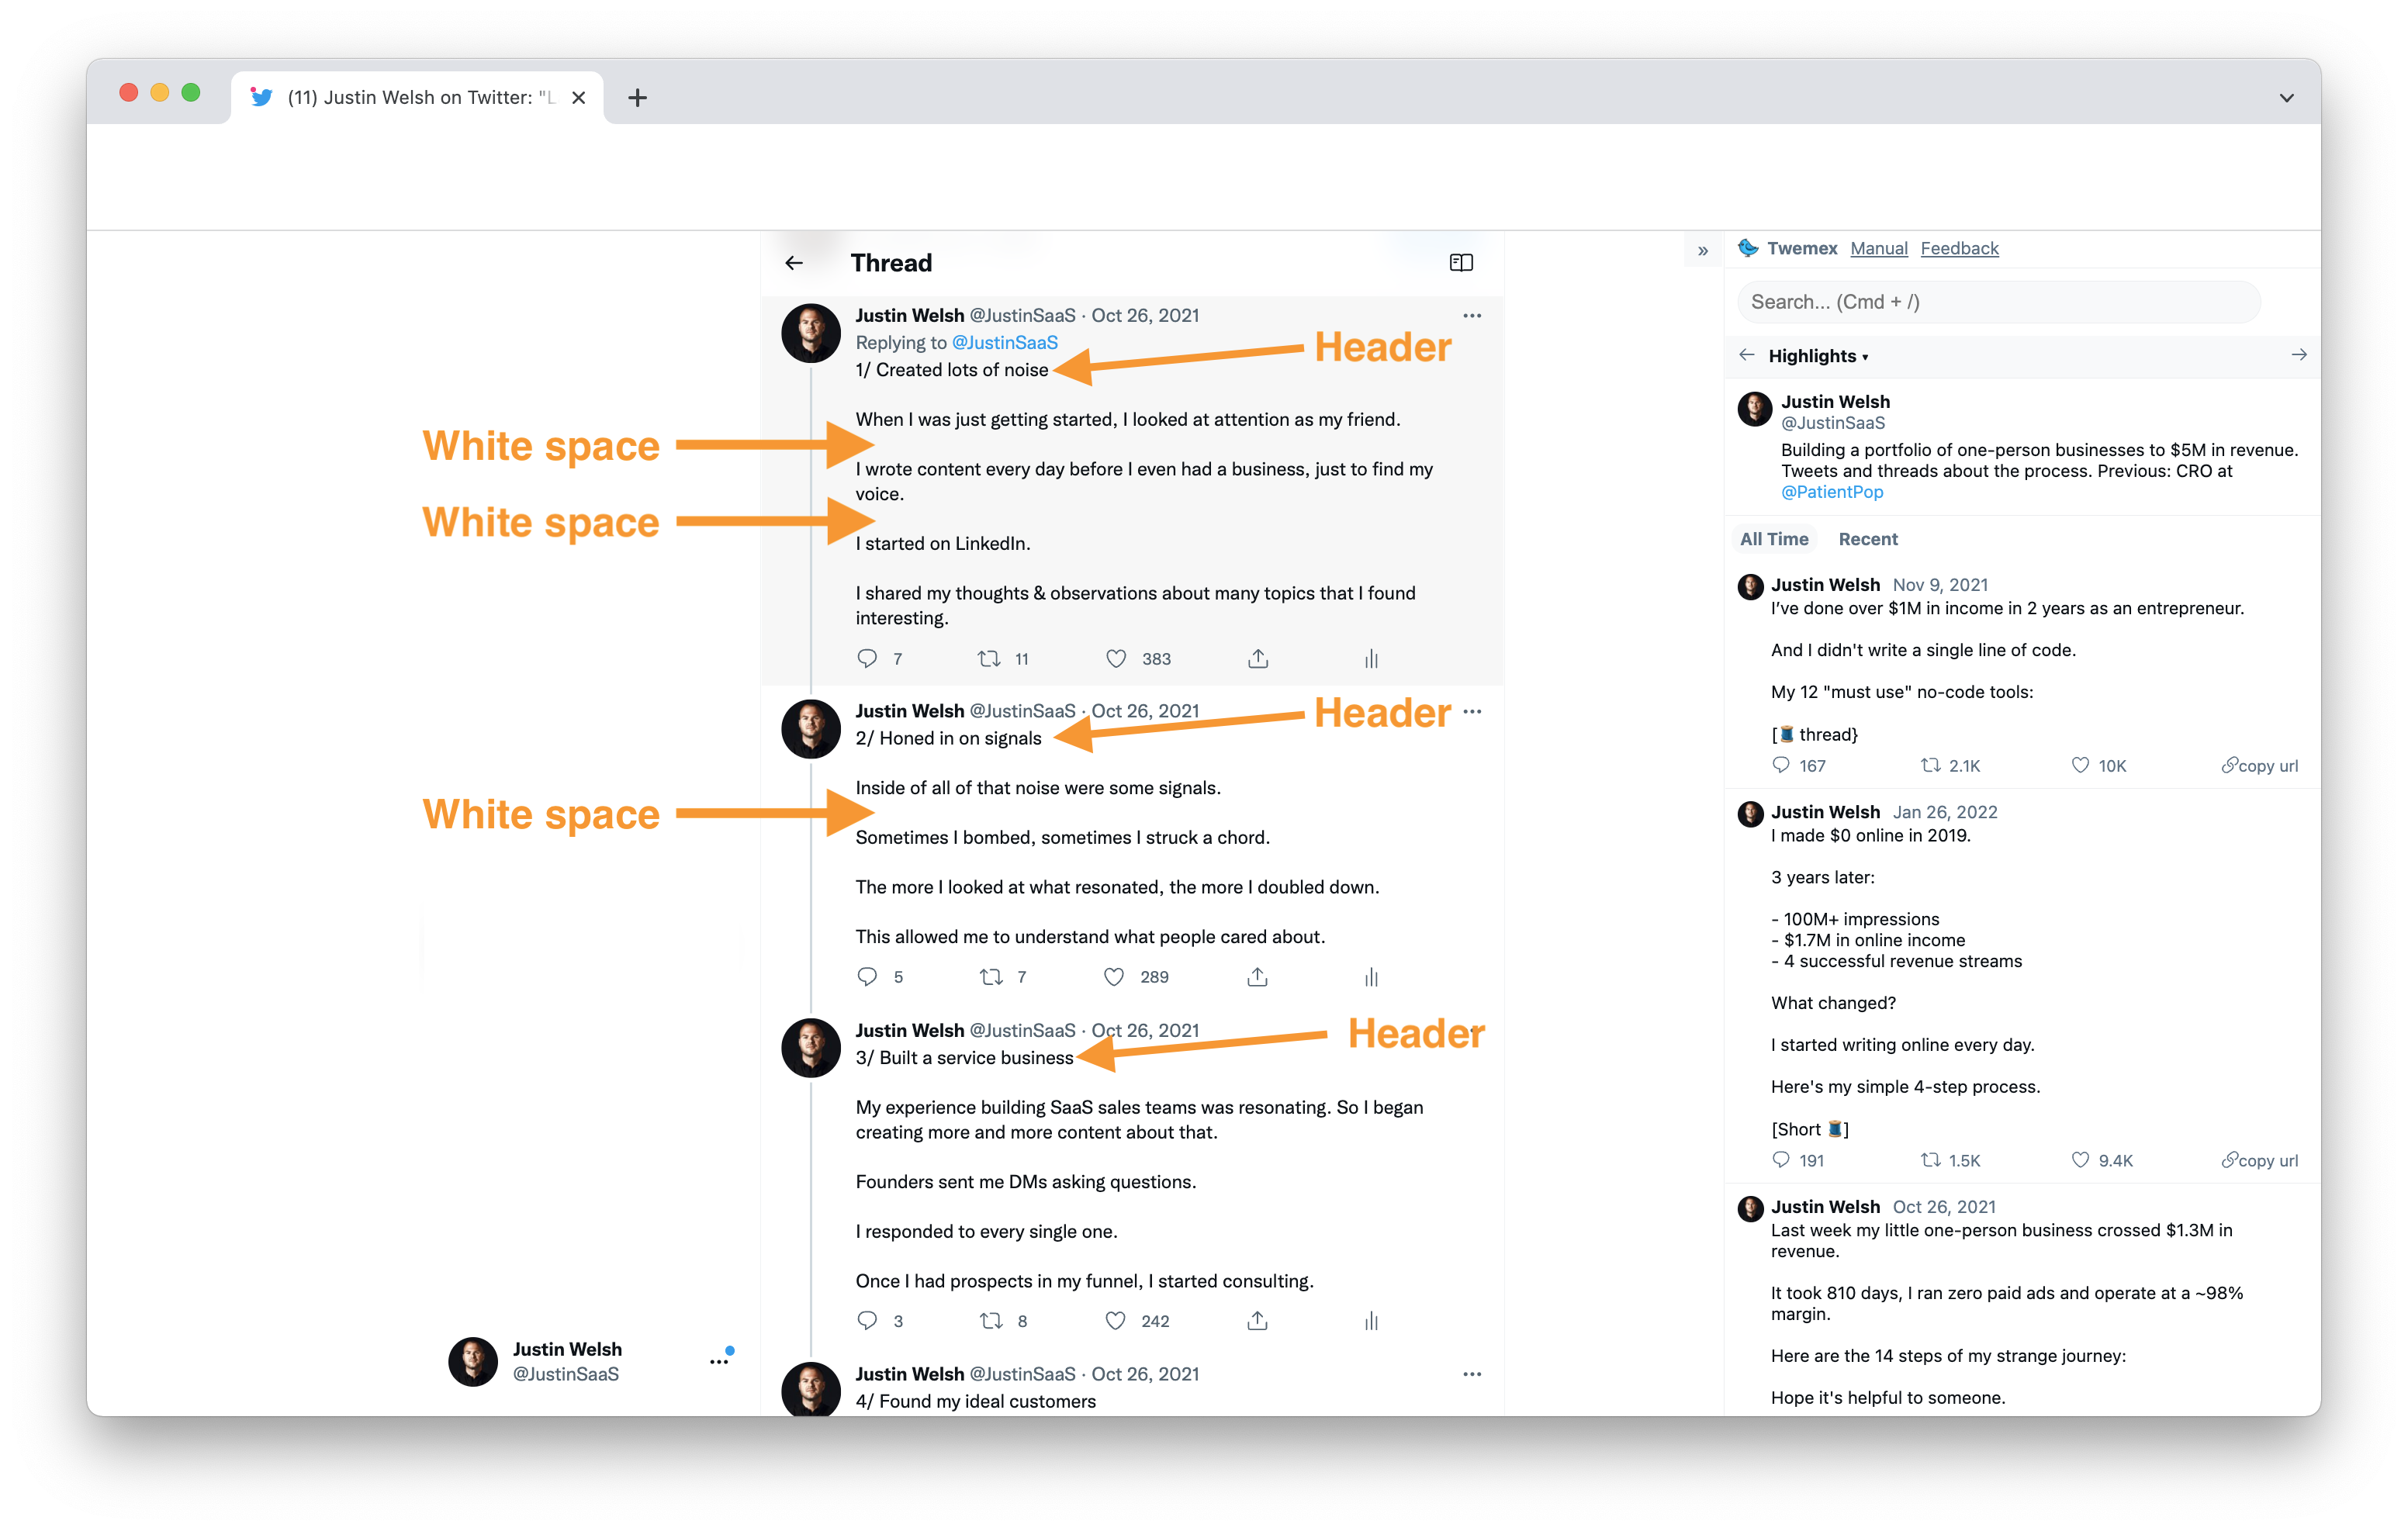 (11) Justin Welsh on Twitter: "L
Thread
Justin Welsh @JustinSaaS · Oct 26, 2021
Replying to @JustinSaaS
Header
1/ Created lots of noise
When I was just getting started, I looked at attention as my friend.
White space
I wrote content every day before I even had a business, just to find my
voice.
White space
I started on LinkedIn.
I shared my thoughts & observations about many topics that I found
interesting.
7 11 383
Justin Welsh @JustinSaaS · Oct 26, 2021
Header
2/ Honed in on signals
Inside of all of that noise were some signals.
White space
Sometimes I bombed, sometimes I struck a chord.
The more I looked at what resonated, the more I doubled down.
This allowed me to understand what people cared about.
5 7 289
Justin Welsh @JustinSaaS · Oct 26, 2021
Header
3/ Built a service business
My experience building SaaS sales teams was resonating. So I began
creating more and more content about that.
Founders sent me DMs asking questions.
I responded to every single one.
Once I had prospects in my funnel, I started consulting.
3 8 242
Justin Welsh @JustinSaaS · Oct 26, 2021
4/ Found my ideal customers
Justin Welsh
@JustinSaaS
» Twemex Manual Feedback
Search... (Cmd + /)
← Highlights ▾ →
Justin Welsh
@JustinSaaS
Building a portfolio of one-person businesses to $5M in revenue.
Tweets and threads about the process. Previous: CRO at
@PatientPop
All Time Recent
Justin Welsh Nov 9, 2021
I've done over $1M in income in 2 years as an entrepreneur.
And I didn't write a single line of code.
My 12 "must use" no-code tools:
[🧵 thread}
167 2.1K 10K copy url
Justin Welsh Jan 26, 2022
I made $0 online in 2019.
3 years later:
- 100M+ impressions
- $1.7M in online income
- 4 successful revenue streams
What changed?
I started writing online every day.
Here's my simple 4-step process.
[Short 🧵]
191 1.5K 9.4K copy url
Justin Welsh Oct 26, 2021
Last week my little one-person business crossed $1.3M in
revenue.
It took 810 days, I ran zero paid ads and operate at a ~98%
margin.
Here are the 14 steps of my strange journey:
Hope it's helpful to someone.